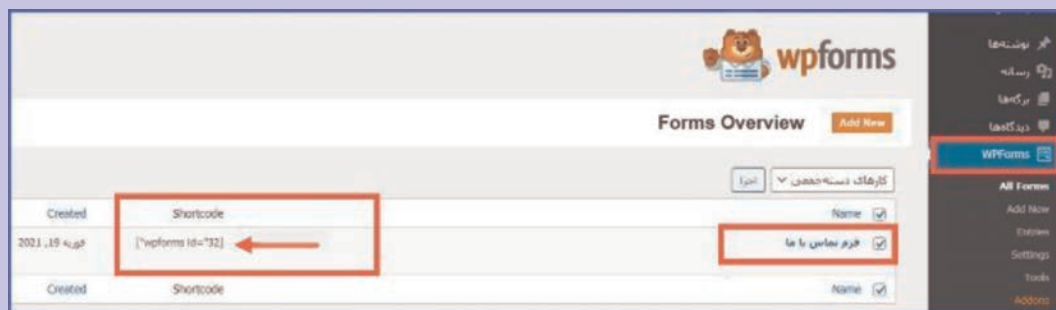 wpforms
Forms Overview
Add New
کارهای دسته‌جمعی
اجرا
Name
Shortcode
Created
فرم تماس با ما
["wpforms id="32]
فوریه 19, 2021
Name
Shortcode
Created
نوشته‌ها
رسانه
برگه‌ها
دیدگاه‌ها
WPForms
All Forms
Add New
Entries
Settings
Tools
Addons